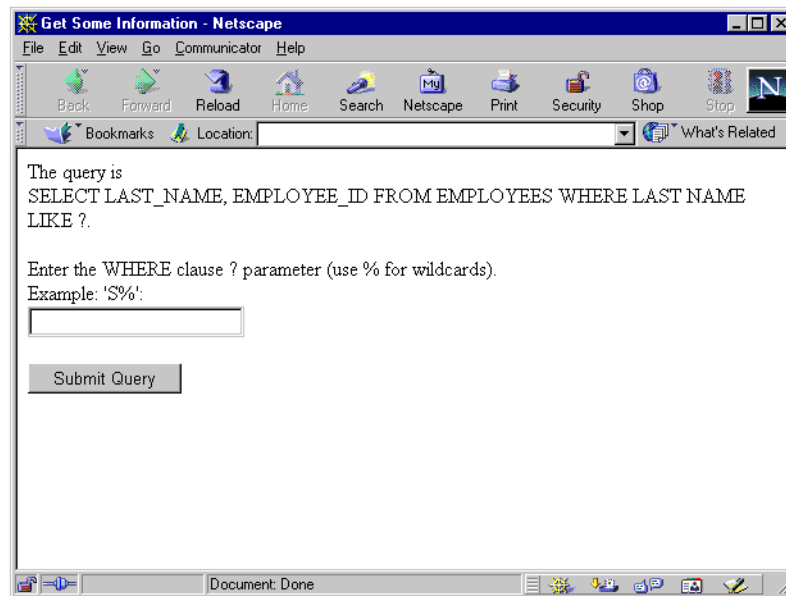 Get Some Information - Netscape
File Edit View Go Communicator Help
Back Forward Reload Home Search Netscape Print Security Shop Stop
My
N
Bookmarks Location: What's Related
The query is
SELECT LAST_NAME, EMPLOYEE_ID FROM EMPLOYEES WHERE LAST NAME
LIKE ?.
Enter the WHERE clause ? parameter (use % for wildcards).
Example: 'S%':
Submit Query
Document: Done